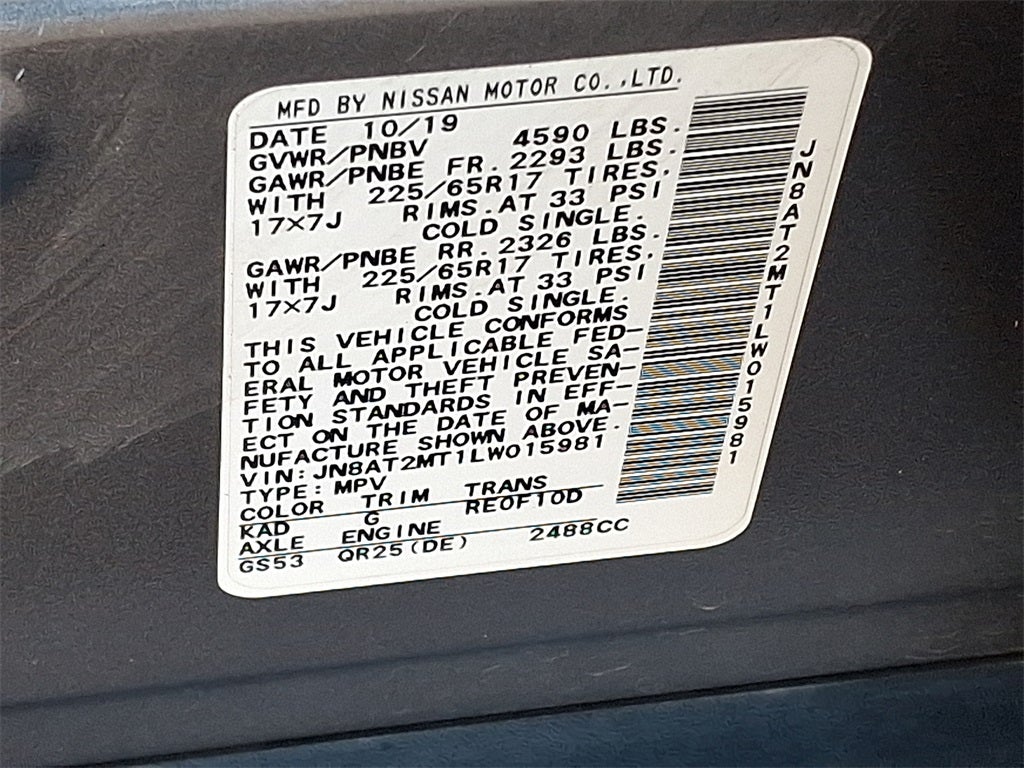 MFD BY NISSAN MOTOR CO.,LTD.
DATE 10/19
GVWR/PNBV 4590 LBS.
GAWR/PNBE FR. 2293 LBS.
WITH 225/65R17 TIRES.
17×7J RIMS.AT 33 PSI
COLD SINGLE.
GAWR/PNBE RR. 2326 LBS.
WITH 225/65R17 TIRES.
17×7J RIMS.AT 33 PSI
COLD SINGLE.
THIS VEHICLE CONFORMS
TO ALL APPLICABLE FED-
ERAL MOTOR VEHICLE SA-
FETY AND THEFT PREVEN-
TION STANDARDS IN EFF-
ECT ON THE DATE OF MA-
NUFACTURE SHOWN ABOVE.
VIN: JN8AT2MT1LW015981
TYPE: MPV
COLOR TRIM TRANS
KAD G RE0F10D
AXLE ENGINE
GS53 QR25(DE) 2488CC
JN8AT2MT1LW015981